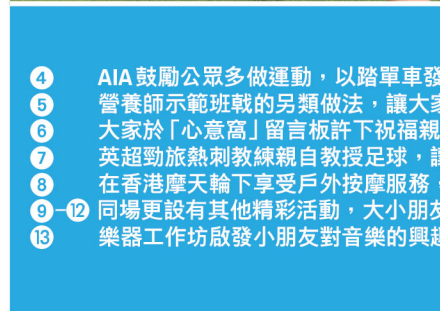 ④ AIA鼓勵公眾多做運動，以踏單車發
⑤ 營養師示範班戟的另類做法，讓大家
⑥ 大家於「心意窩」留言板許下祝福親
⑦ 英超勁旅熱刺教練親自教授足球，讓
⑧ 在香港摩天輪下享受戶外按摩服務，
⑨-⑫ 同場更設有其他精彩活動，大小朋友
⑬ 樂器工作坊啟發小朋友對音樂的興趣